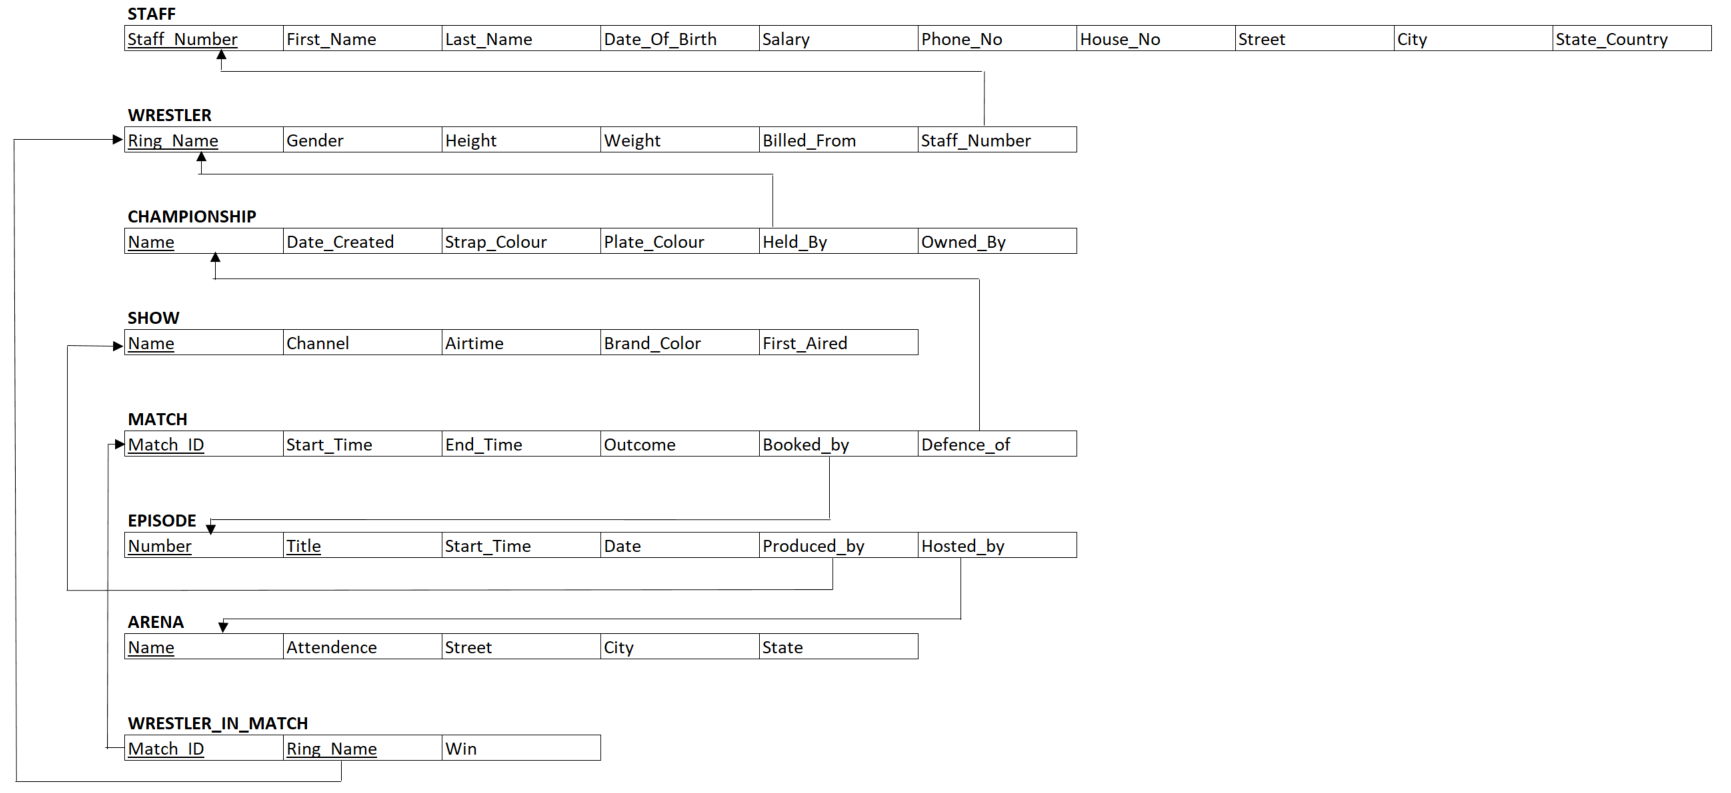 STAFF
Staff_Number First_Name Last_Name Date_Of_Birth Salary Phone_No House_No Street City State_Country
WRESTLER
Ring_Name Gender Height Weight Billed_From Staff_Number
CHAMPIONSHIP
Name Date_Created Strap_Colour Plate_Colour Held_By Owned_By
SHOW
Name Channel Airtime Brand_Color First_Aired
MATCH
Match_ID Start_Time End_Time Outcome Booked_by Defence_of
EPISODE
Number Title Start_Time Date Produced_by Hosted_by
ARENA
Name Attendence Street City State
WRESTLER_IN_MATCH
Match_ID Ring_Name Win